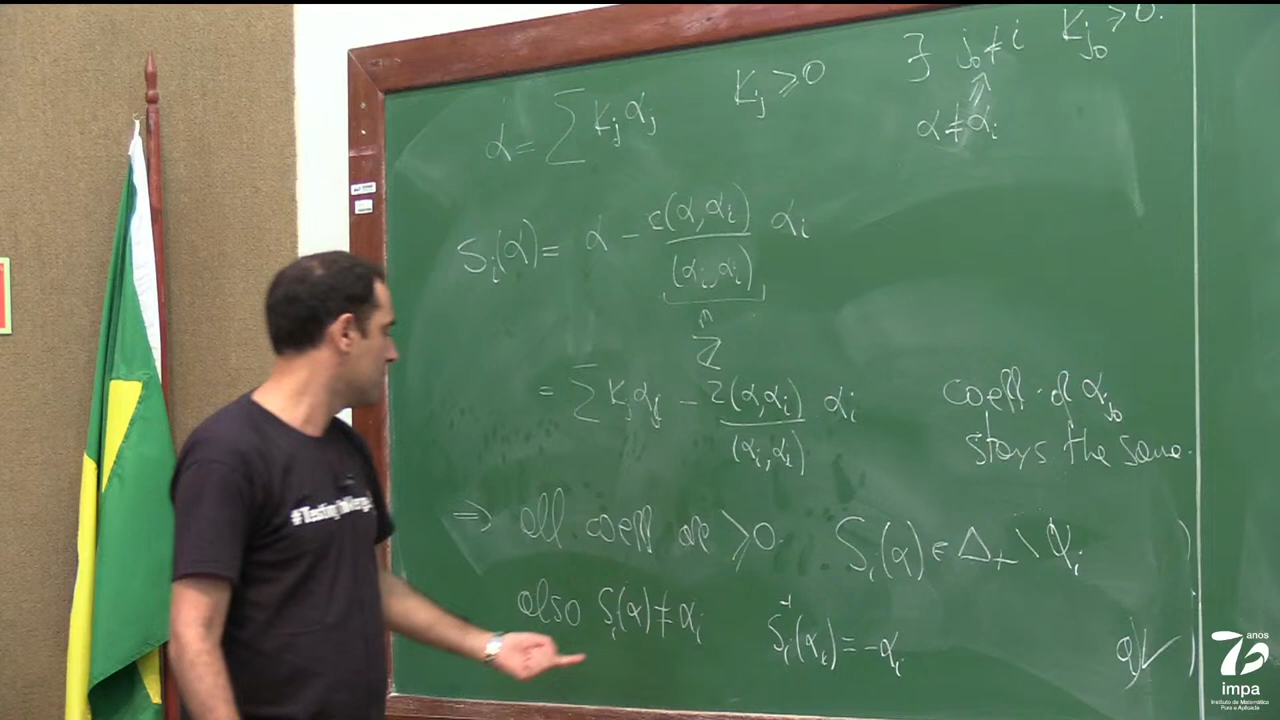 α = Σ Kⱼ αⱼ Kⱼ ⩾ 0 ∃ j₀ ≠ i Kⱼ₀ > 0.
α ≠ αᵢ
Sᵢ(α) = α − 2(α, αᵢ) / (αᵢ, αᵢ) αᵢ
∩
ℤ
= Σ Kⱼ αⱼ − 2(α, αᵢ) / (αᵢ, αᵢ) αᵢ coeff. of αⱼ₀
stays the same.
⇒ all coeff are ⩾ 0. Sᵢ(α) ∈ Δ₊ \
also Sᵢ(α) ≠ αᵢ Sᵢ⁻¹(αᵢ) = −αᵢ a) ✓
#Testing
anos
impa
Instituto de Matemática
Pura e Aplicada